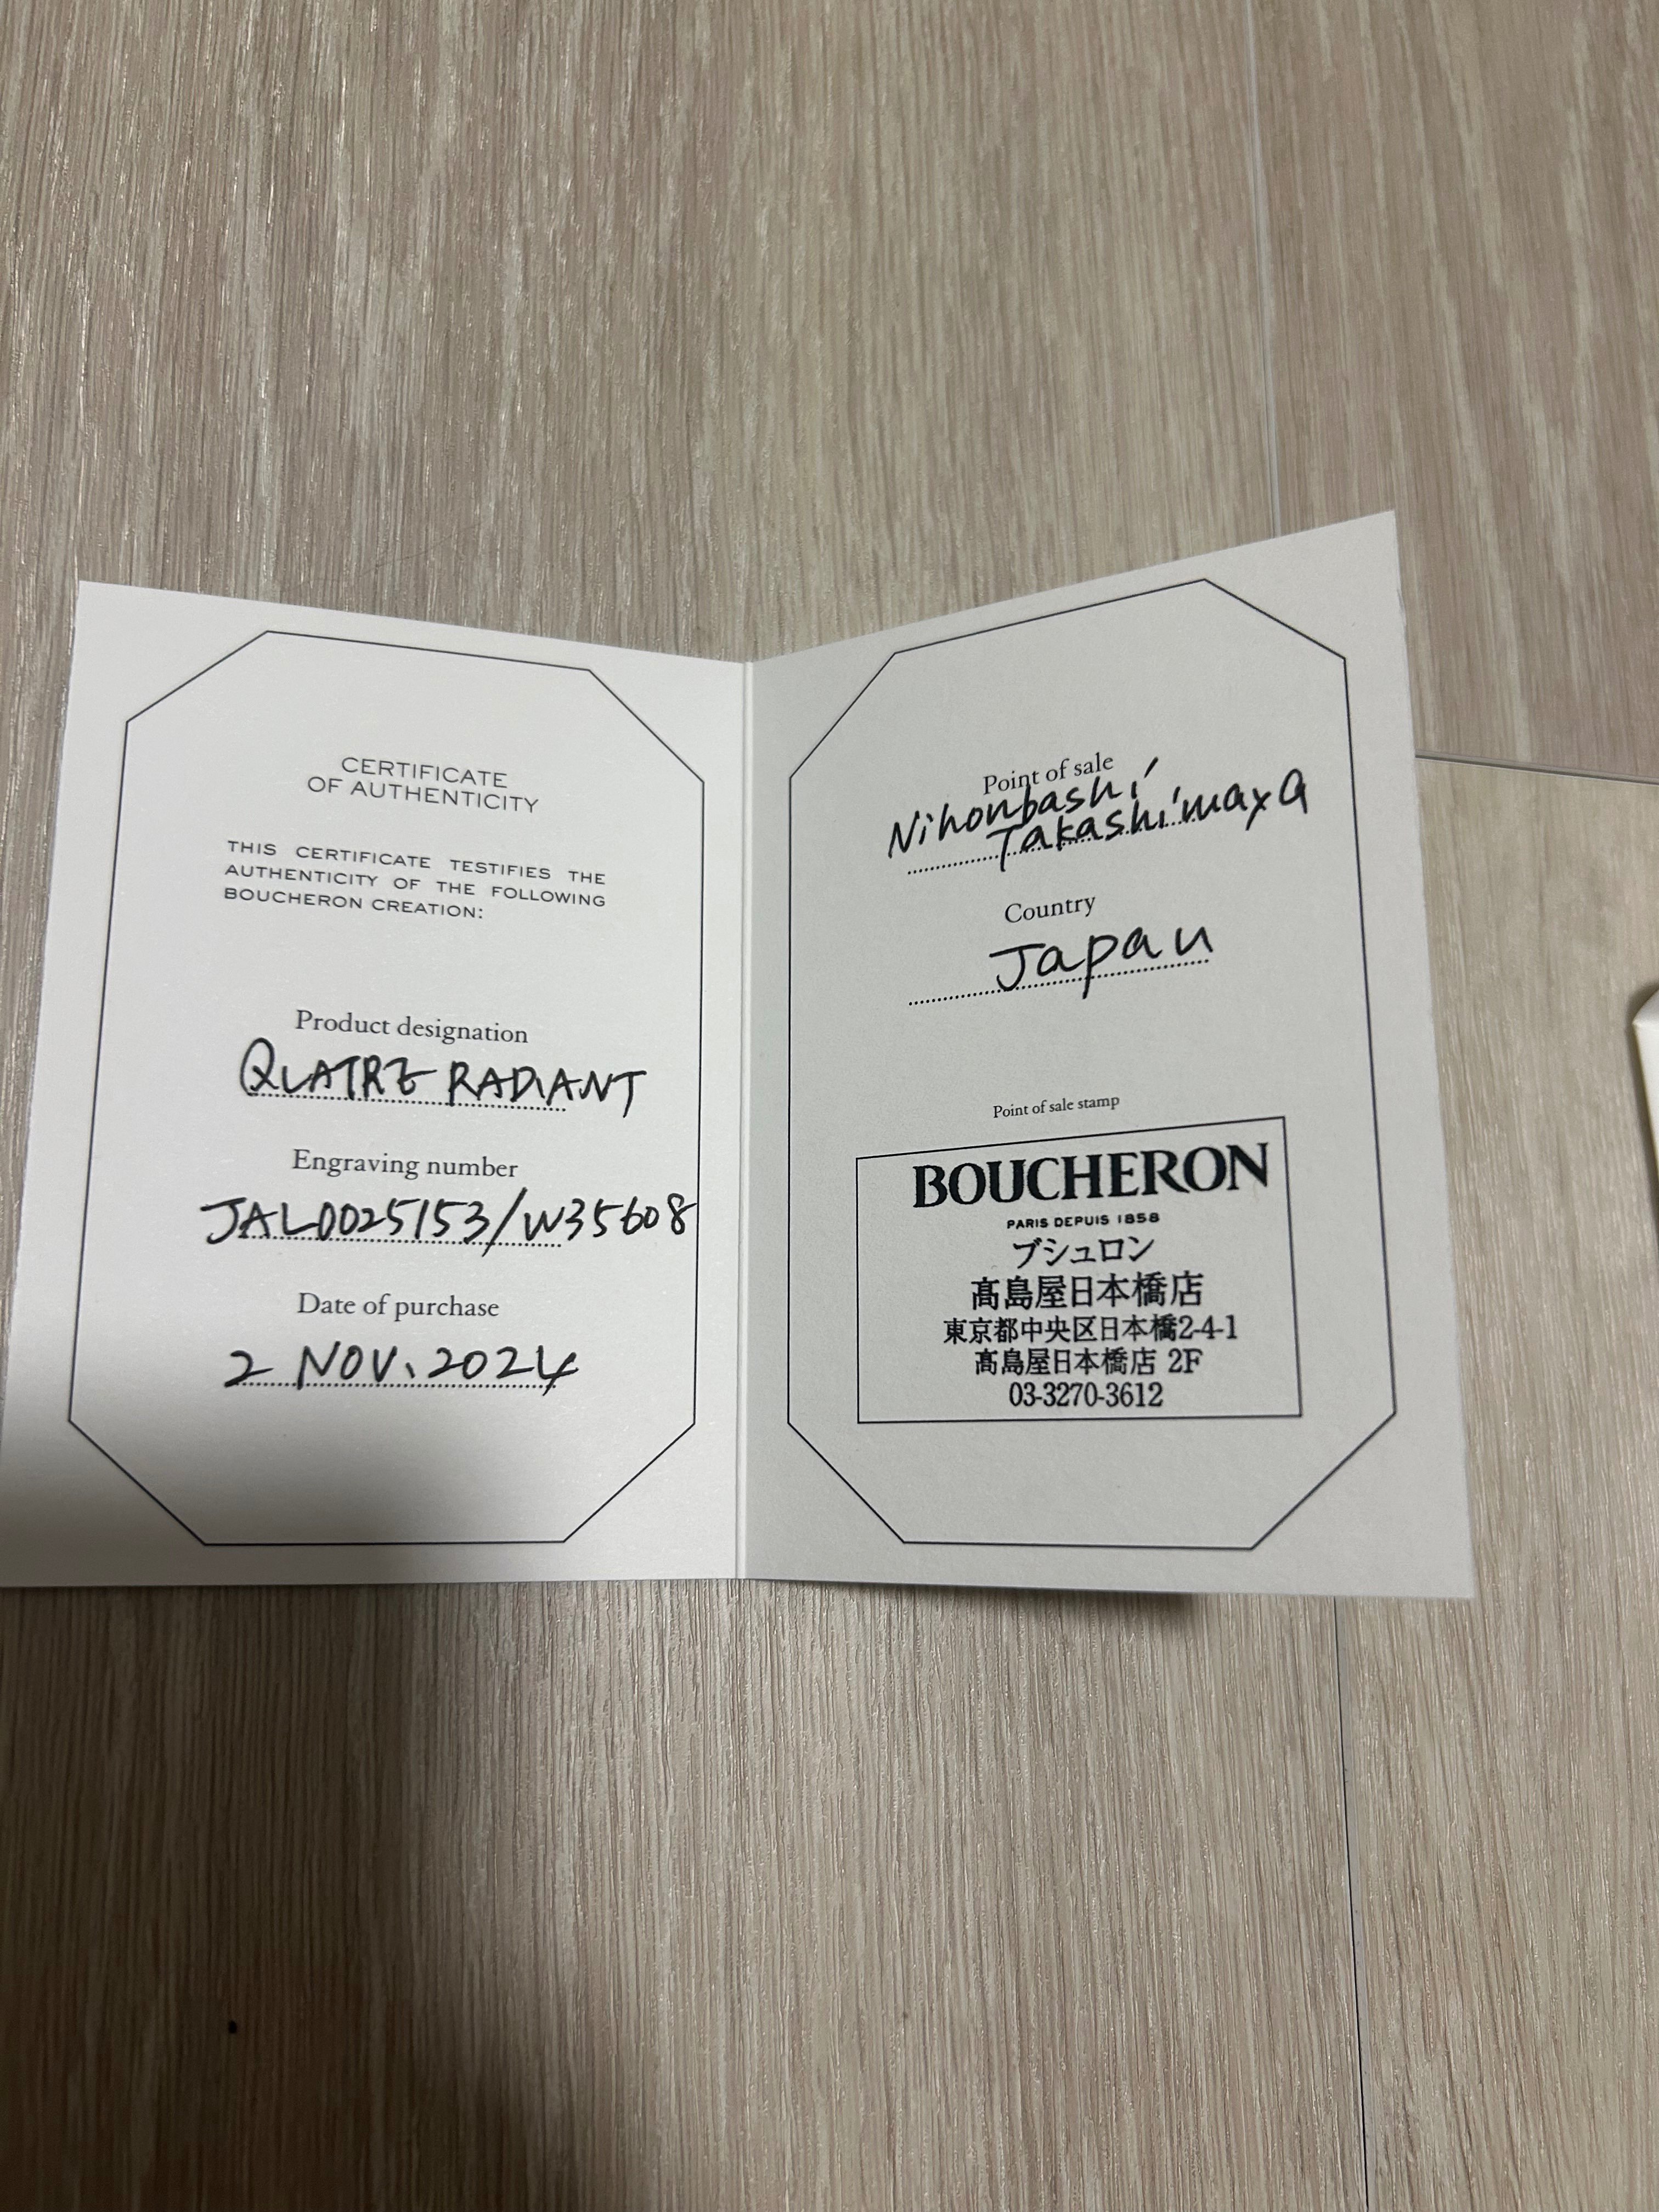 CERTIFICATE
OF AUTHENTICITY
THIS CERTIFICATE TESTIFIES THE
AUTHENTICITY OF THE FOLLOWING
BOUCHERON CREATION:
Product designation
QUATRE RADIANT
Engraving number
JAL0025153/W35608
Date of purchase
2 NOV. 2024
Point of sale
Nihonbashi
Takashimaya
Country
Japan
Point of sale stamp
BOUCHERON
PARIS DEPUIS 1858
ブシュロン
髙島屋日本橋店
東京都中央区日本橋2-4-1
髙島屋日本橋店 2F
03-3270-3612